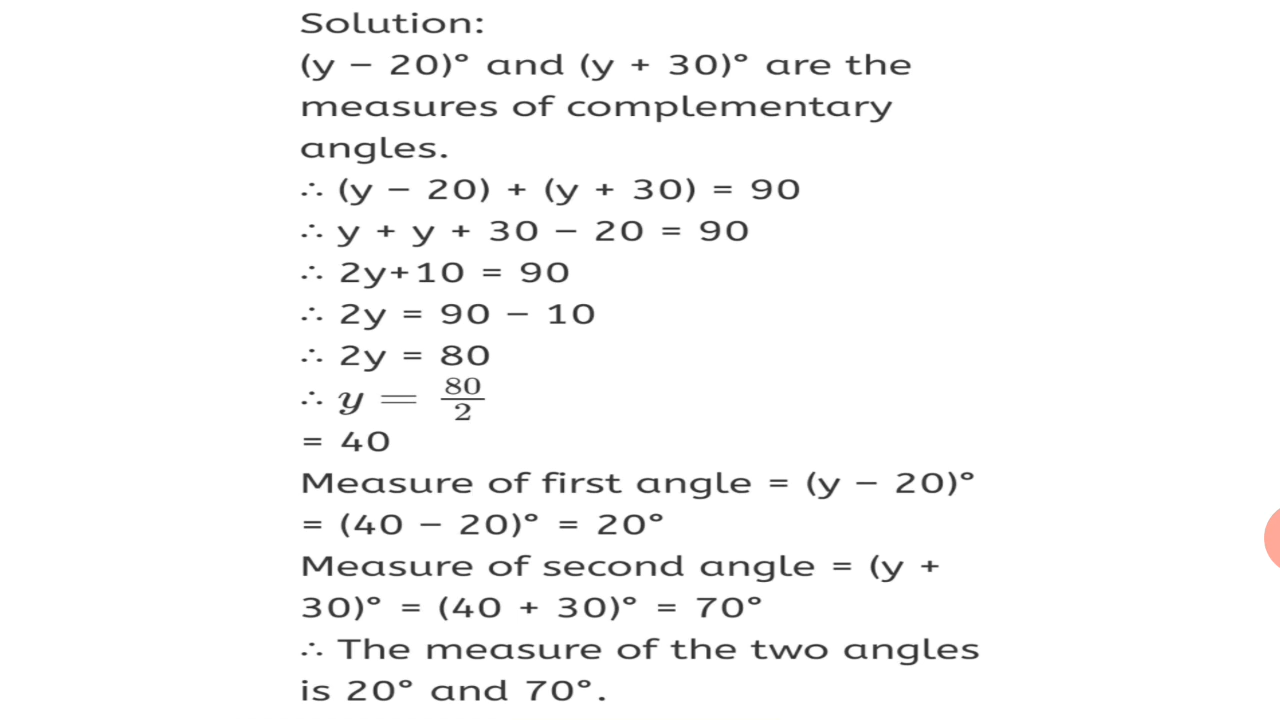 Solution:
(y − 20)° and (y + 30)° are the
measures of complementary
angles.
∴ (y − 20) + (y + 30) = 90
∴ y + y + 30 − 20 = 90
∴ 2y+10 = 90
∴ 2y = 90 − 10
∴ 2y = 80
∴ y = 80/2
= 40
Measure of first angle = (y − 20)°
= (40 − 20)° = 20°
Measure of second angle = (y +
30)° = (40 + 30)° = 70°
∴ The measure of the two angles
is 20° and 70°.